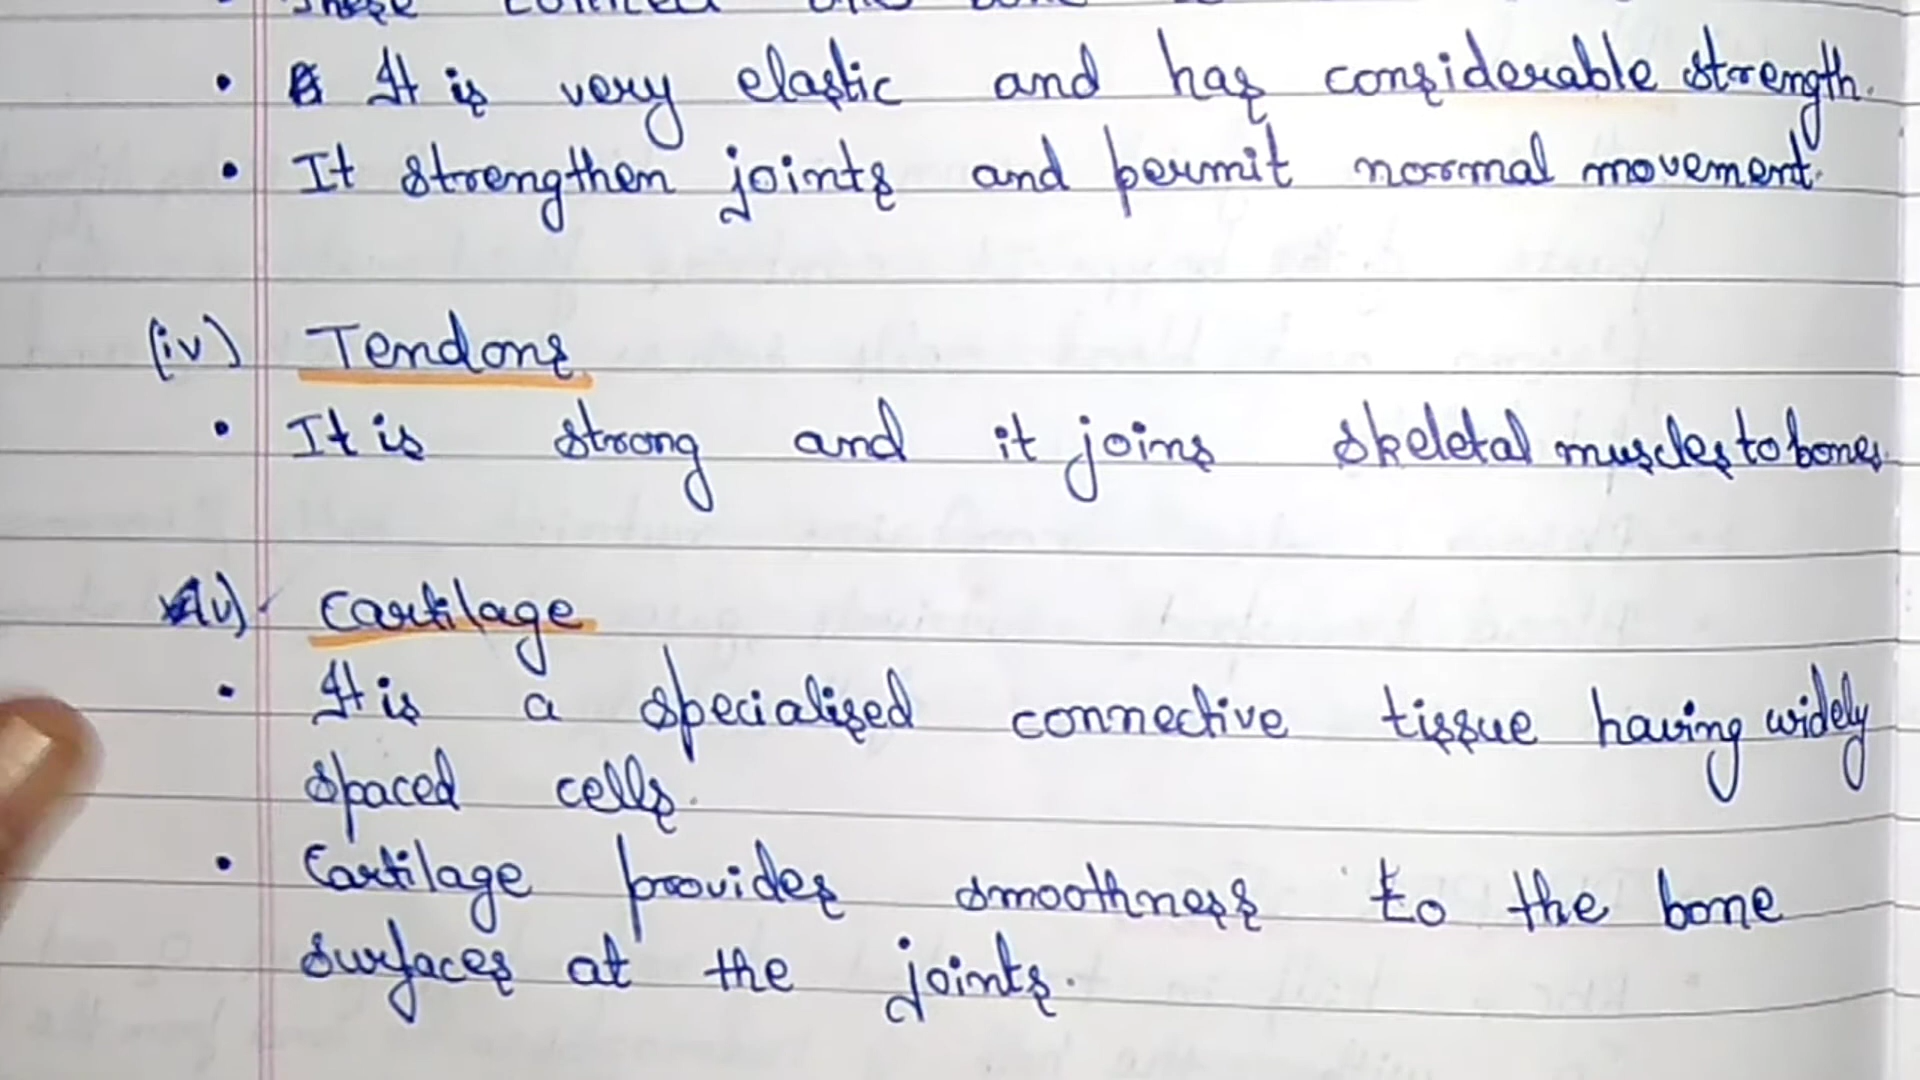 • It is very elastic and has considerable strength.
• It strengthen joints and permit normal movement.
(iv) Tendons
• It is strong and it joins skeletal muscles to bones.
(v) Cartilage
• It is a specialised connective tissue having widely
spaced cells.
• Cartilage provides smoothness to the bone
surfaces at the joints.